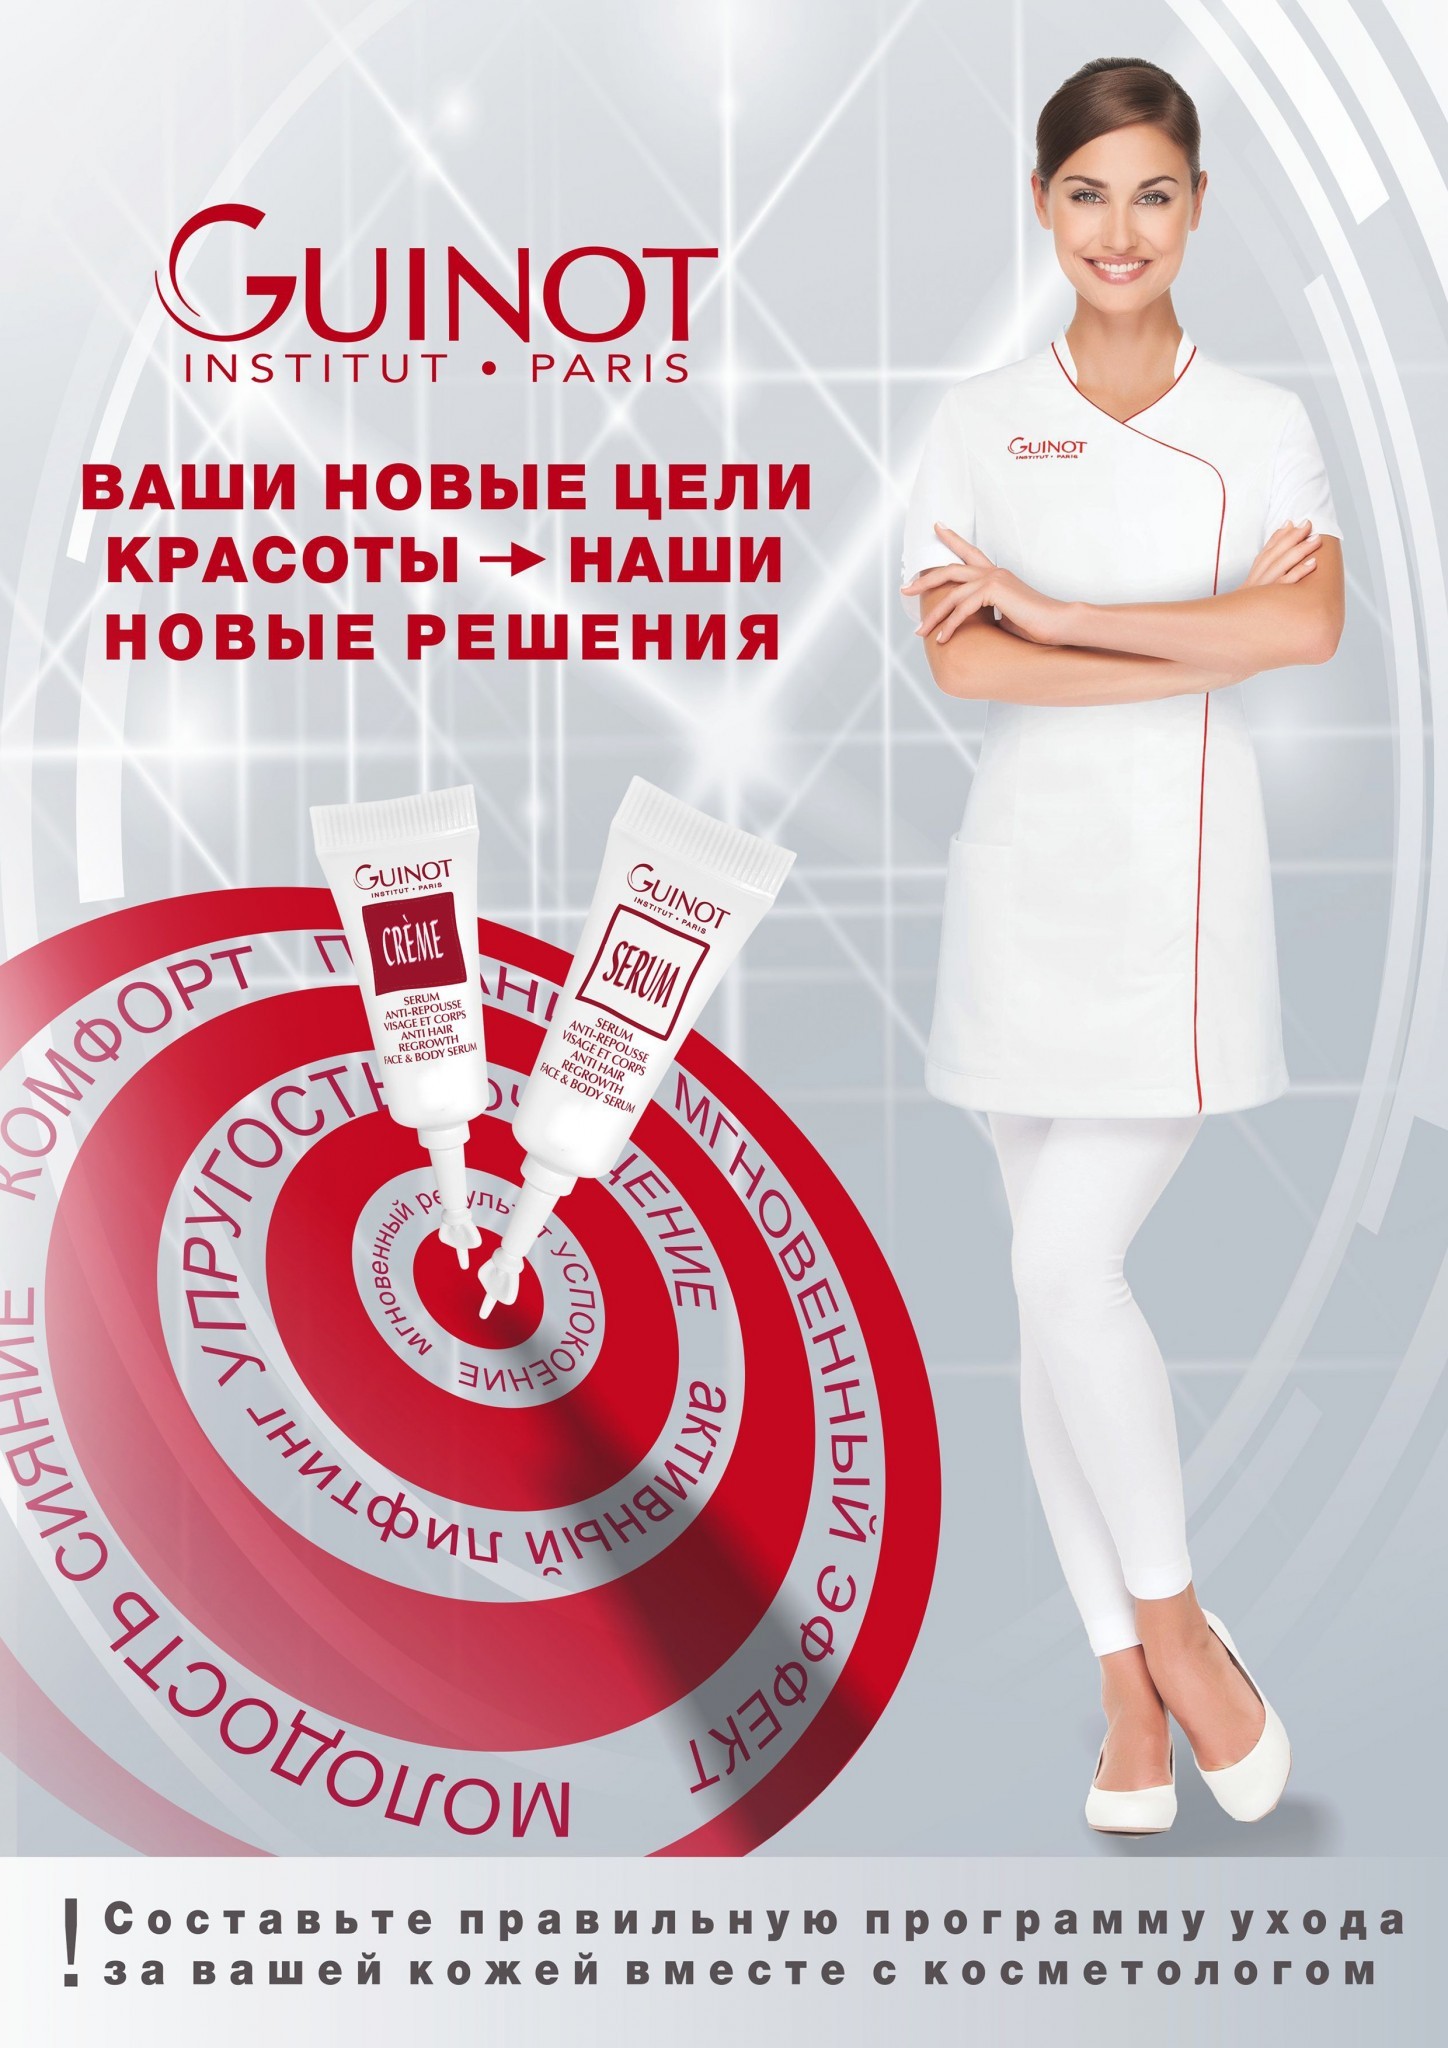 GUINOT
INSTITUT • PARIS
ВАШИ НОВЫЕ ЦЕЛИ
КРАСОТЫ → НАШИ
НОВЫЕ РЕШЕНИЯ
GUINOT
INSTITUT • PARIS
GUINOT
INSTITUT • PARIS
CRÈME
SERUM
ANTI-REPOUSSE
VISAGE ET CORPS
ANTI HAIR
REGROWTH
FACE & BODY SERUM
GUINOT
INSTITUT • PARIS
SERUM
SERUM
ANTI-REPOUSSE
VISAGE ET CORPS
ANTI HAIR
REGROWTH
FACE & BODY SERUM
МОЛОДОСТЬ СИЯНИЕ КОМФОРТ
МГНОВЕННЫЙ ЭФФЕКТ
УПРУГОСТЬ
активный лифтинг
мгновенный
УСПОКОЕНИЕ
! Составьте правильную программу ухода
за вашей кожей вместе с косметологом